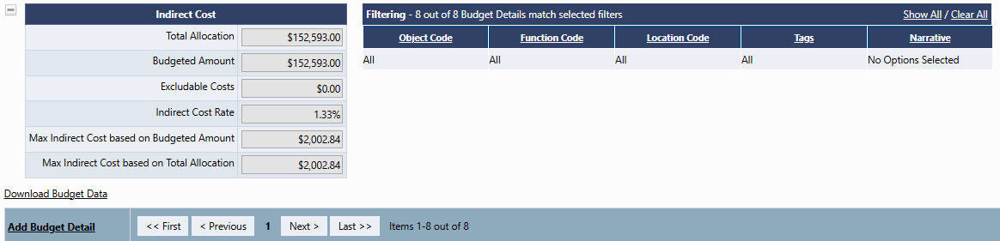 Indirect Cost
Total Allocation $152,593.00
Budgeted Amount $152,593.00
Excludable Costs $0.00
Indirect Cost Rate 1.33%
Max Indirect Cost based on Budgeted Amount $2,002.84
Max Indirect Cost based on Total Allocation $2,002.84
Filtering - 8 out of 8 Budget Details match selected filters Show All / Clear All
Object Code Function Code Location Code Tags Narrative
All All All All No Options Selected
Download Budget Data
Add Budget Detail << First < Previous 1 Next > Last >> Items 1-8 out of 8